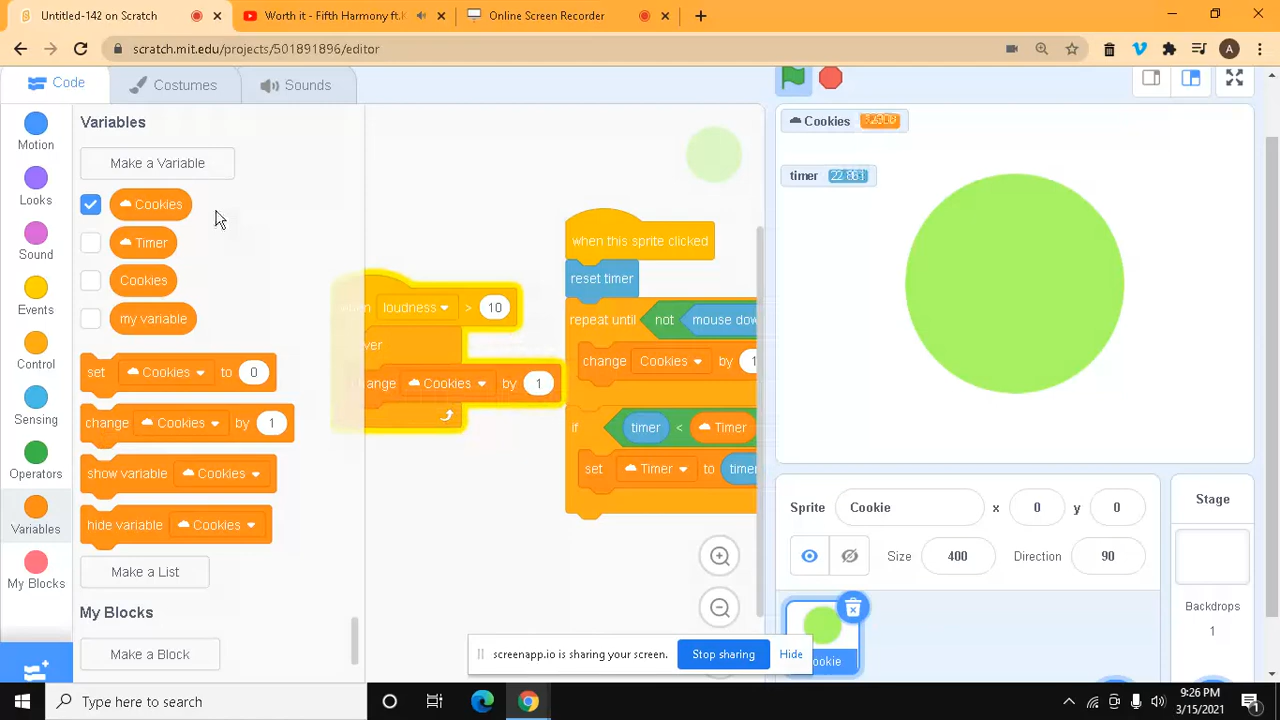 Untitled-142 on Scratch
Worth it - Fifth Harmony ft.
Online Screen Recorder
scratch.mit.edu/projects/501891896/editor
A
Code
Costumes
Sounds
Motion
Looks
Sound
Events
Control
Sensing
Operators
Variables
My Blocks
Variables
Make a Variable
Cookies
Timer
Cookies
my variable
set Cookies to 0
change Cookies by 1
show variable Cookies
hide variable Cookies
Make a List
My Blocks
Make a Block
loudness > 10
Cookies by 1
when this sprite clicked
reset timer
repeat until not mouse dow
change Cookies by 1
if timer < Timer
set Timer to timer
Cookies
timer
Sprite Cookie x 0 y 0
Size 400 Direction 90
ookie
Stage
Backdrops
1
screenapp.io is sharing your screen. Stop sharing Hide
Type here to search
9:26 PM
3/15/2021
1